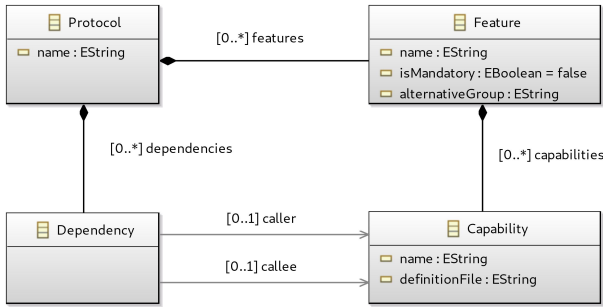 Protocol
name : EString
[0..*] features
Feature
name : EString
isMandatory : EBoolean = false
alternativeGroup : EString
[0..*] dependencies
[0..*] capabilities
Dependency
[0..1] caller
[0..1] callee
Capability
name : EString
definitionFile : EString